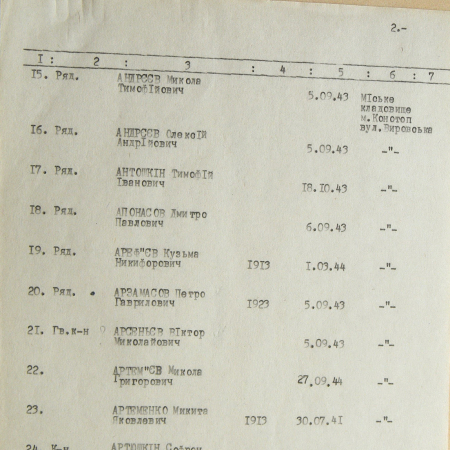 2.-
I : 2 : 3 : 4 : 5 : 6 : 7
15. Ряд. АНДРЄЄВ Микола
Тимофійович 5.09.43 Міське
кладовище
м.Конотоп
вул.Вировська
16. Ряд. АНДРЄЄВ Олексій
Андрійович 5.09.43 -"-
17. Ряд. АНТОШКІН Тимофій
Іванович 18.10.43 -"-
18. Ряд. АПОНАСОВ Дмитро
Павлович 6.09.43 -"-
19. Ряд. АРЕФ"ЄВ Кузьма
Никифорович 1913 1.03.44 -"-
20. Ряд. АРЗАМАСОВ Петро
Гаврилович 1923 5.09.43 -"-
21. Гв.к-н АРСЕНЬЄВ Віктор
Миколайович 5.09.43 -"-
22. АРТЕМ"ЄВ Микола
Григорович 27.09.44 -"-
23. АРТЕМЕНКО Микита
Яковлевич 1913 30.07.41 -"-
24. К-н АРТЮШКІН